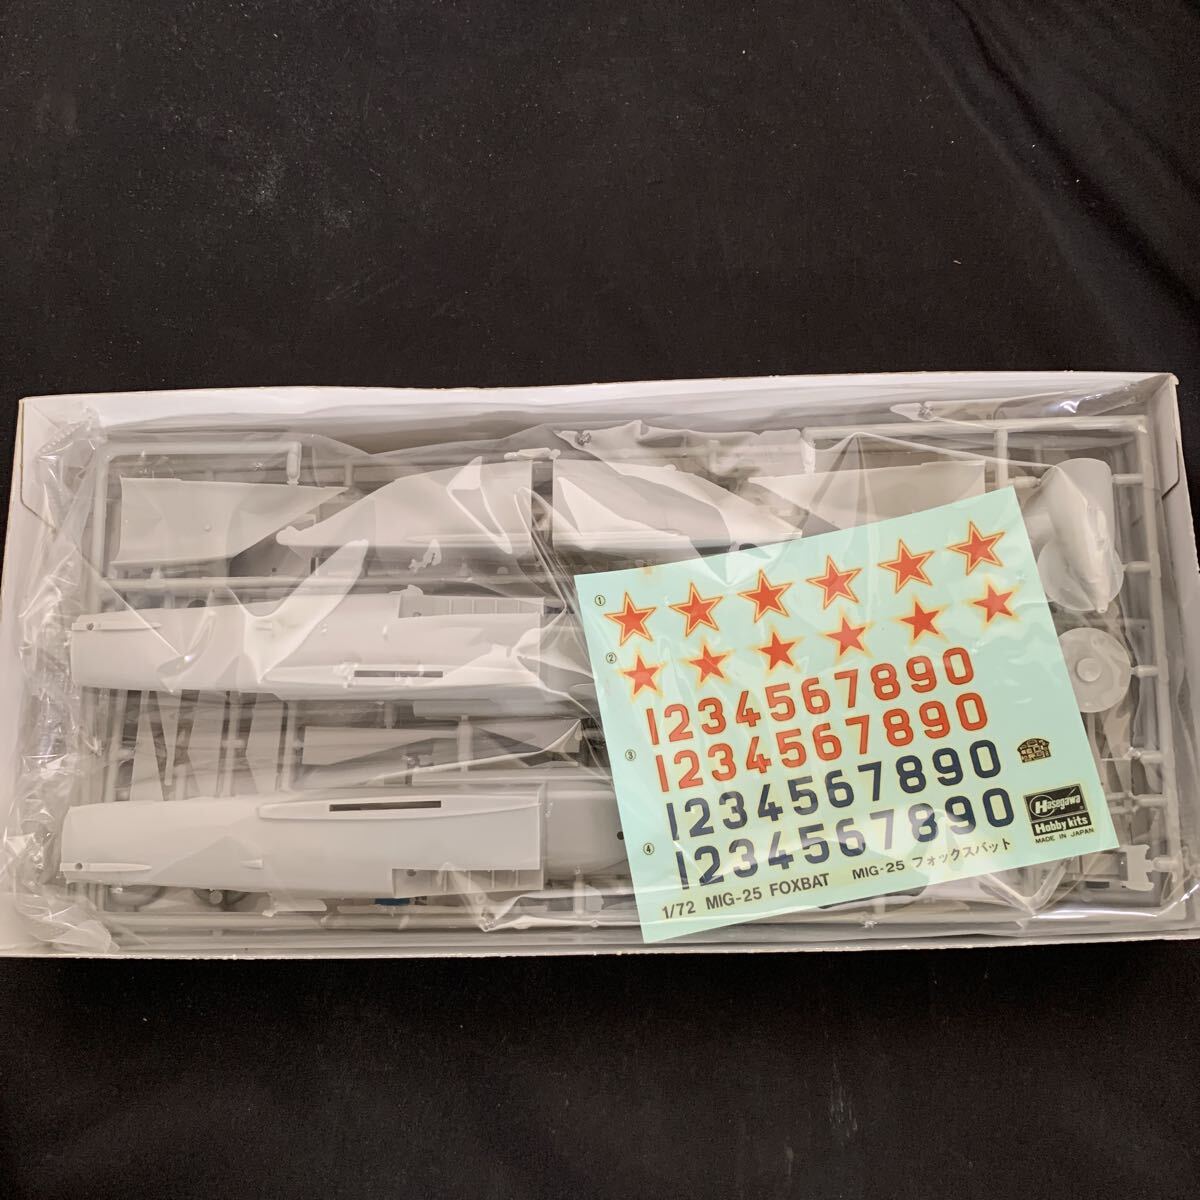 ①
②
1234567890
③
1234567890
1234567890
④
1234567890
Hasegawa
Hobby kits
MADE IN JAPAN
1/72 MIG-25 FOXBAT MIG-25 フォックスバット